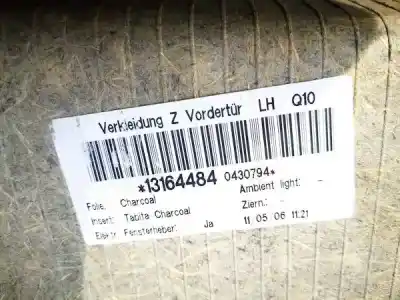 Verkleidung Z Vordertür LH Q10
*13164484 0430794*
Folie: Charcoal Ambient light: -
Insert: Tabita Charcoal Ziern.: -
Elektr. Fensterheber: Ja 11 05 06 11:21